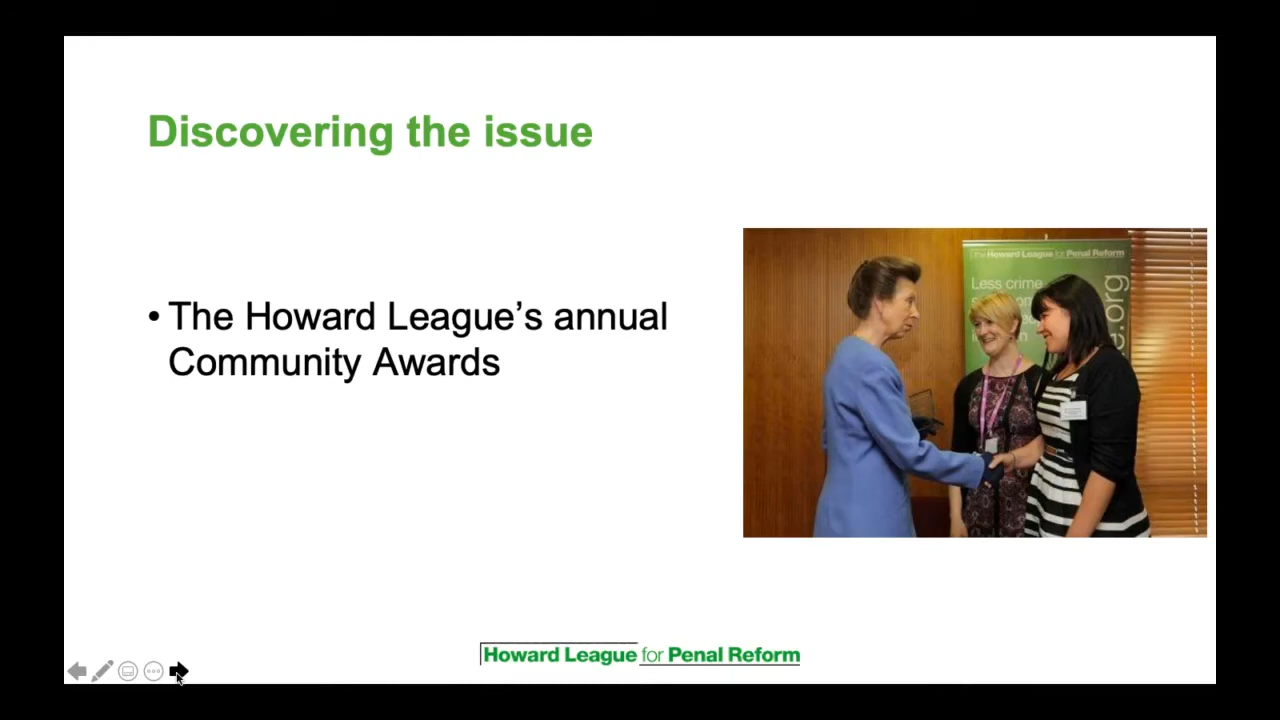 Discovering the issue
• The Howard League’s annual
Community Awards
the Howard League for Penal Reform
Less crime
Howard League for Penal Reform